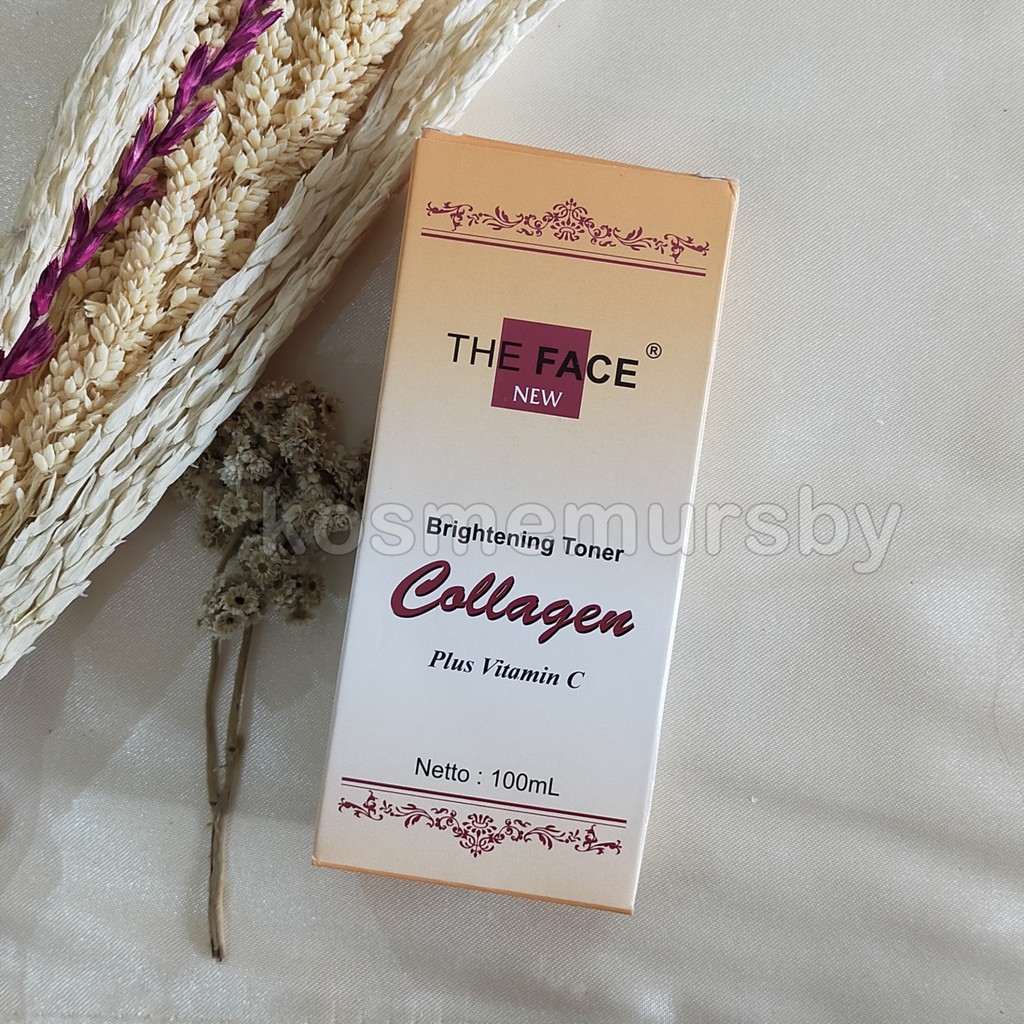 THE FACE®
NEW
kosmemursby
Brightening Toner
Collagen
Plus Vitamin C
Netto : 100mL